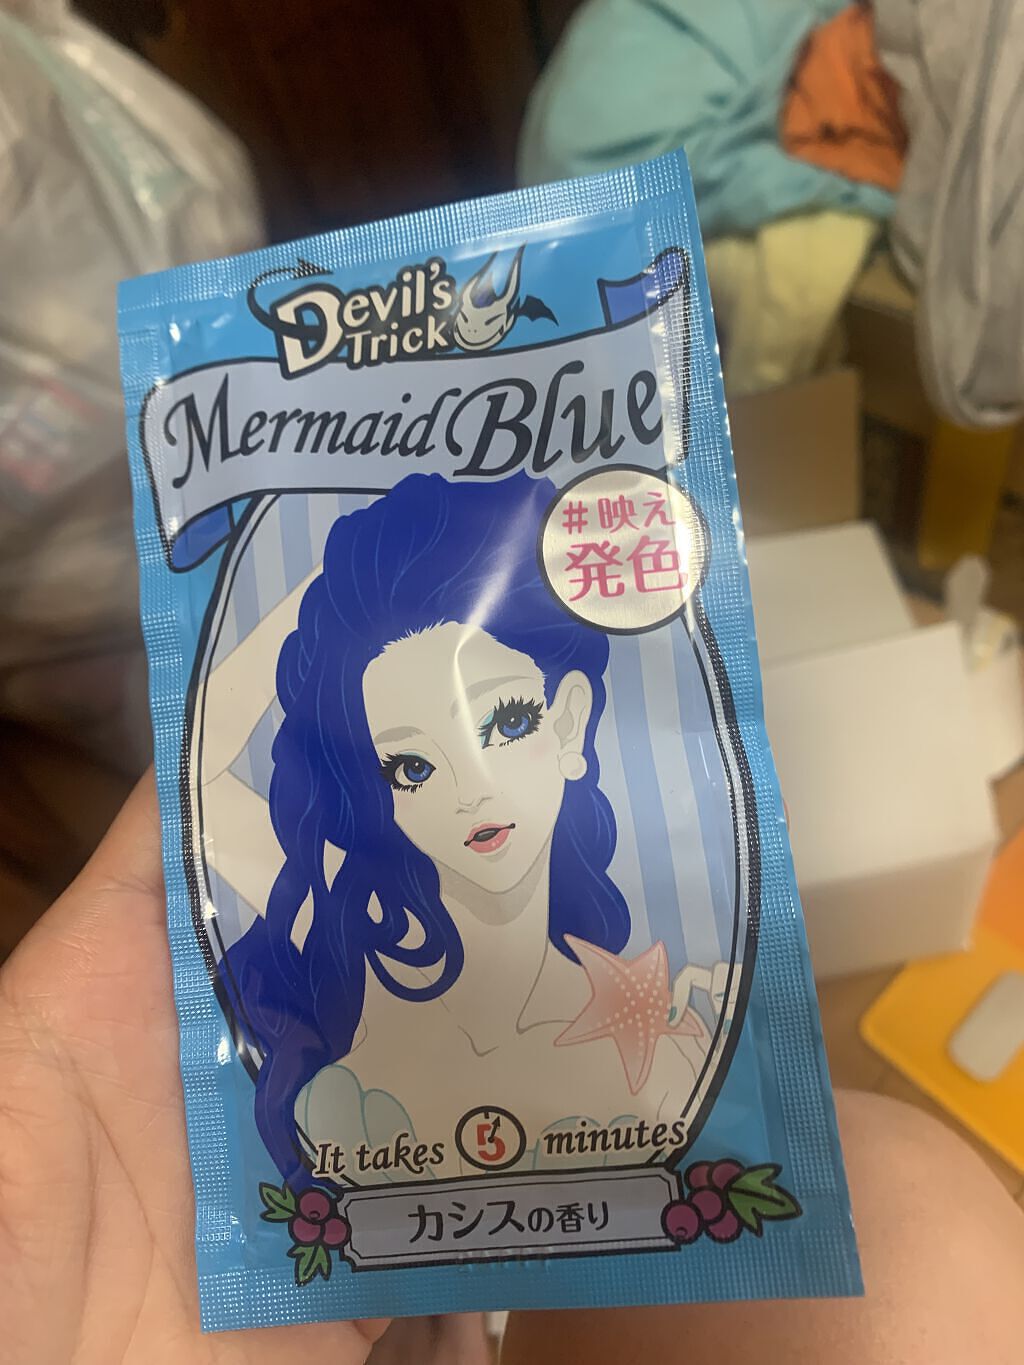 Devil's
Trick
Mermaid Blue
#映え
発色
It takes 5 minutes
カシスの香り